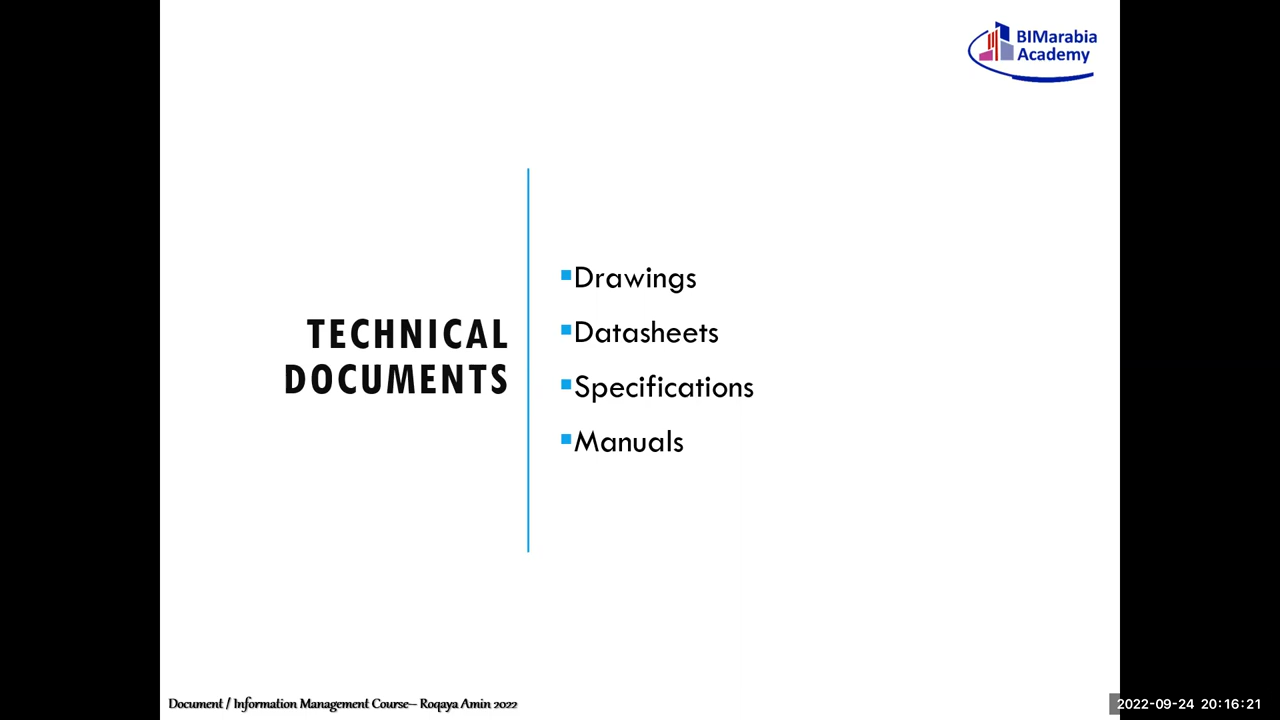 BIMarabia
Academy
TECHNICAL
DOCUMENTS
Drawings
Datasheets
Specifications
Manuals
Document / Information Management Course– Roqaya Amin 2022
2022-09-24 20:16:21